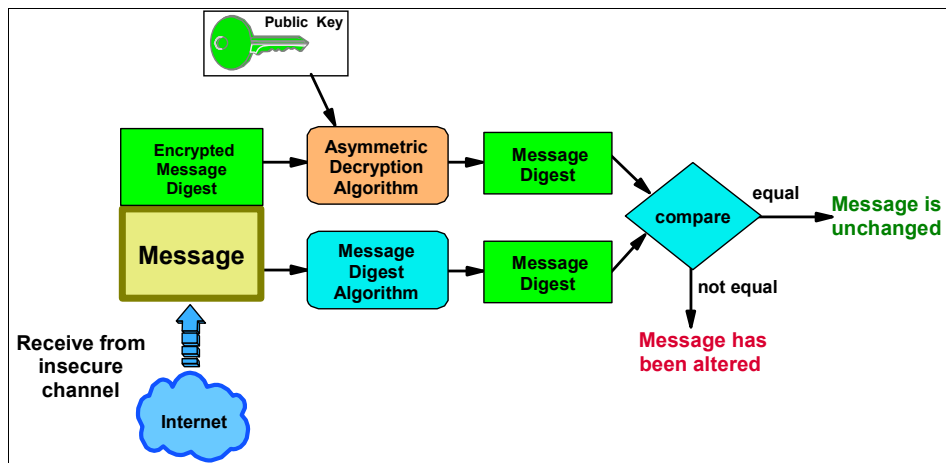 Public Key
Encrypted
Message
Digest
Asymmetric
Decryption
Algorithm
Message
Digest
compare
equal
Message is
unchanged
Message
Message
Digest
Algorithm
Message
Digest
not equal
Message has
been altered
Receive from
insecure
channel
Internet